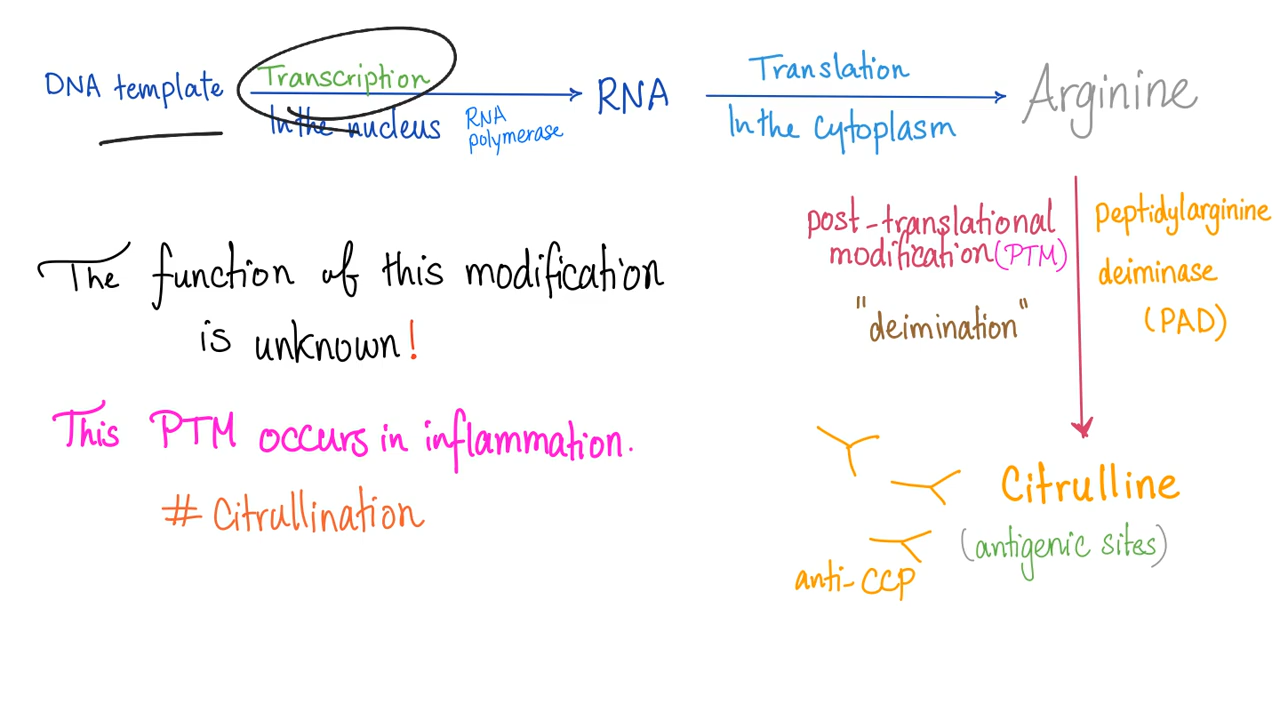 DNA template
Transcription
In the nucleus
RNA
polymerase
RNA
Translation
In the Cytoplasm
Arginine
post-translational
modification (PTM)
"deimination"
Peptidylarginine
deiminase
(PAD)
The function of this modification
is unknown!
This PTM occurs in inflammation.
# Citrullination
Citrulline
(antigenic sites)
anti-CCP